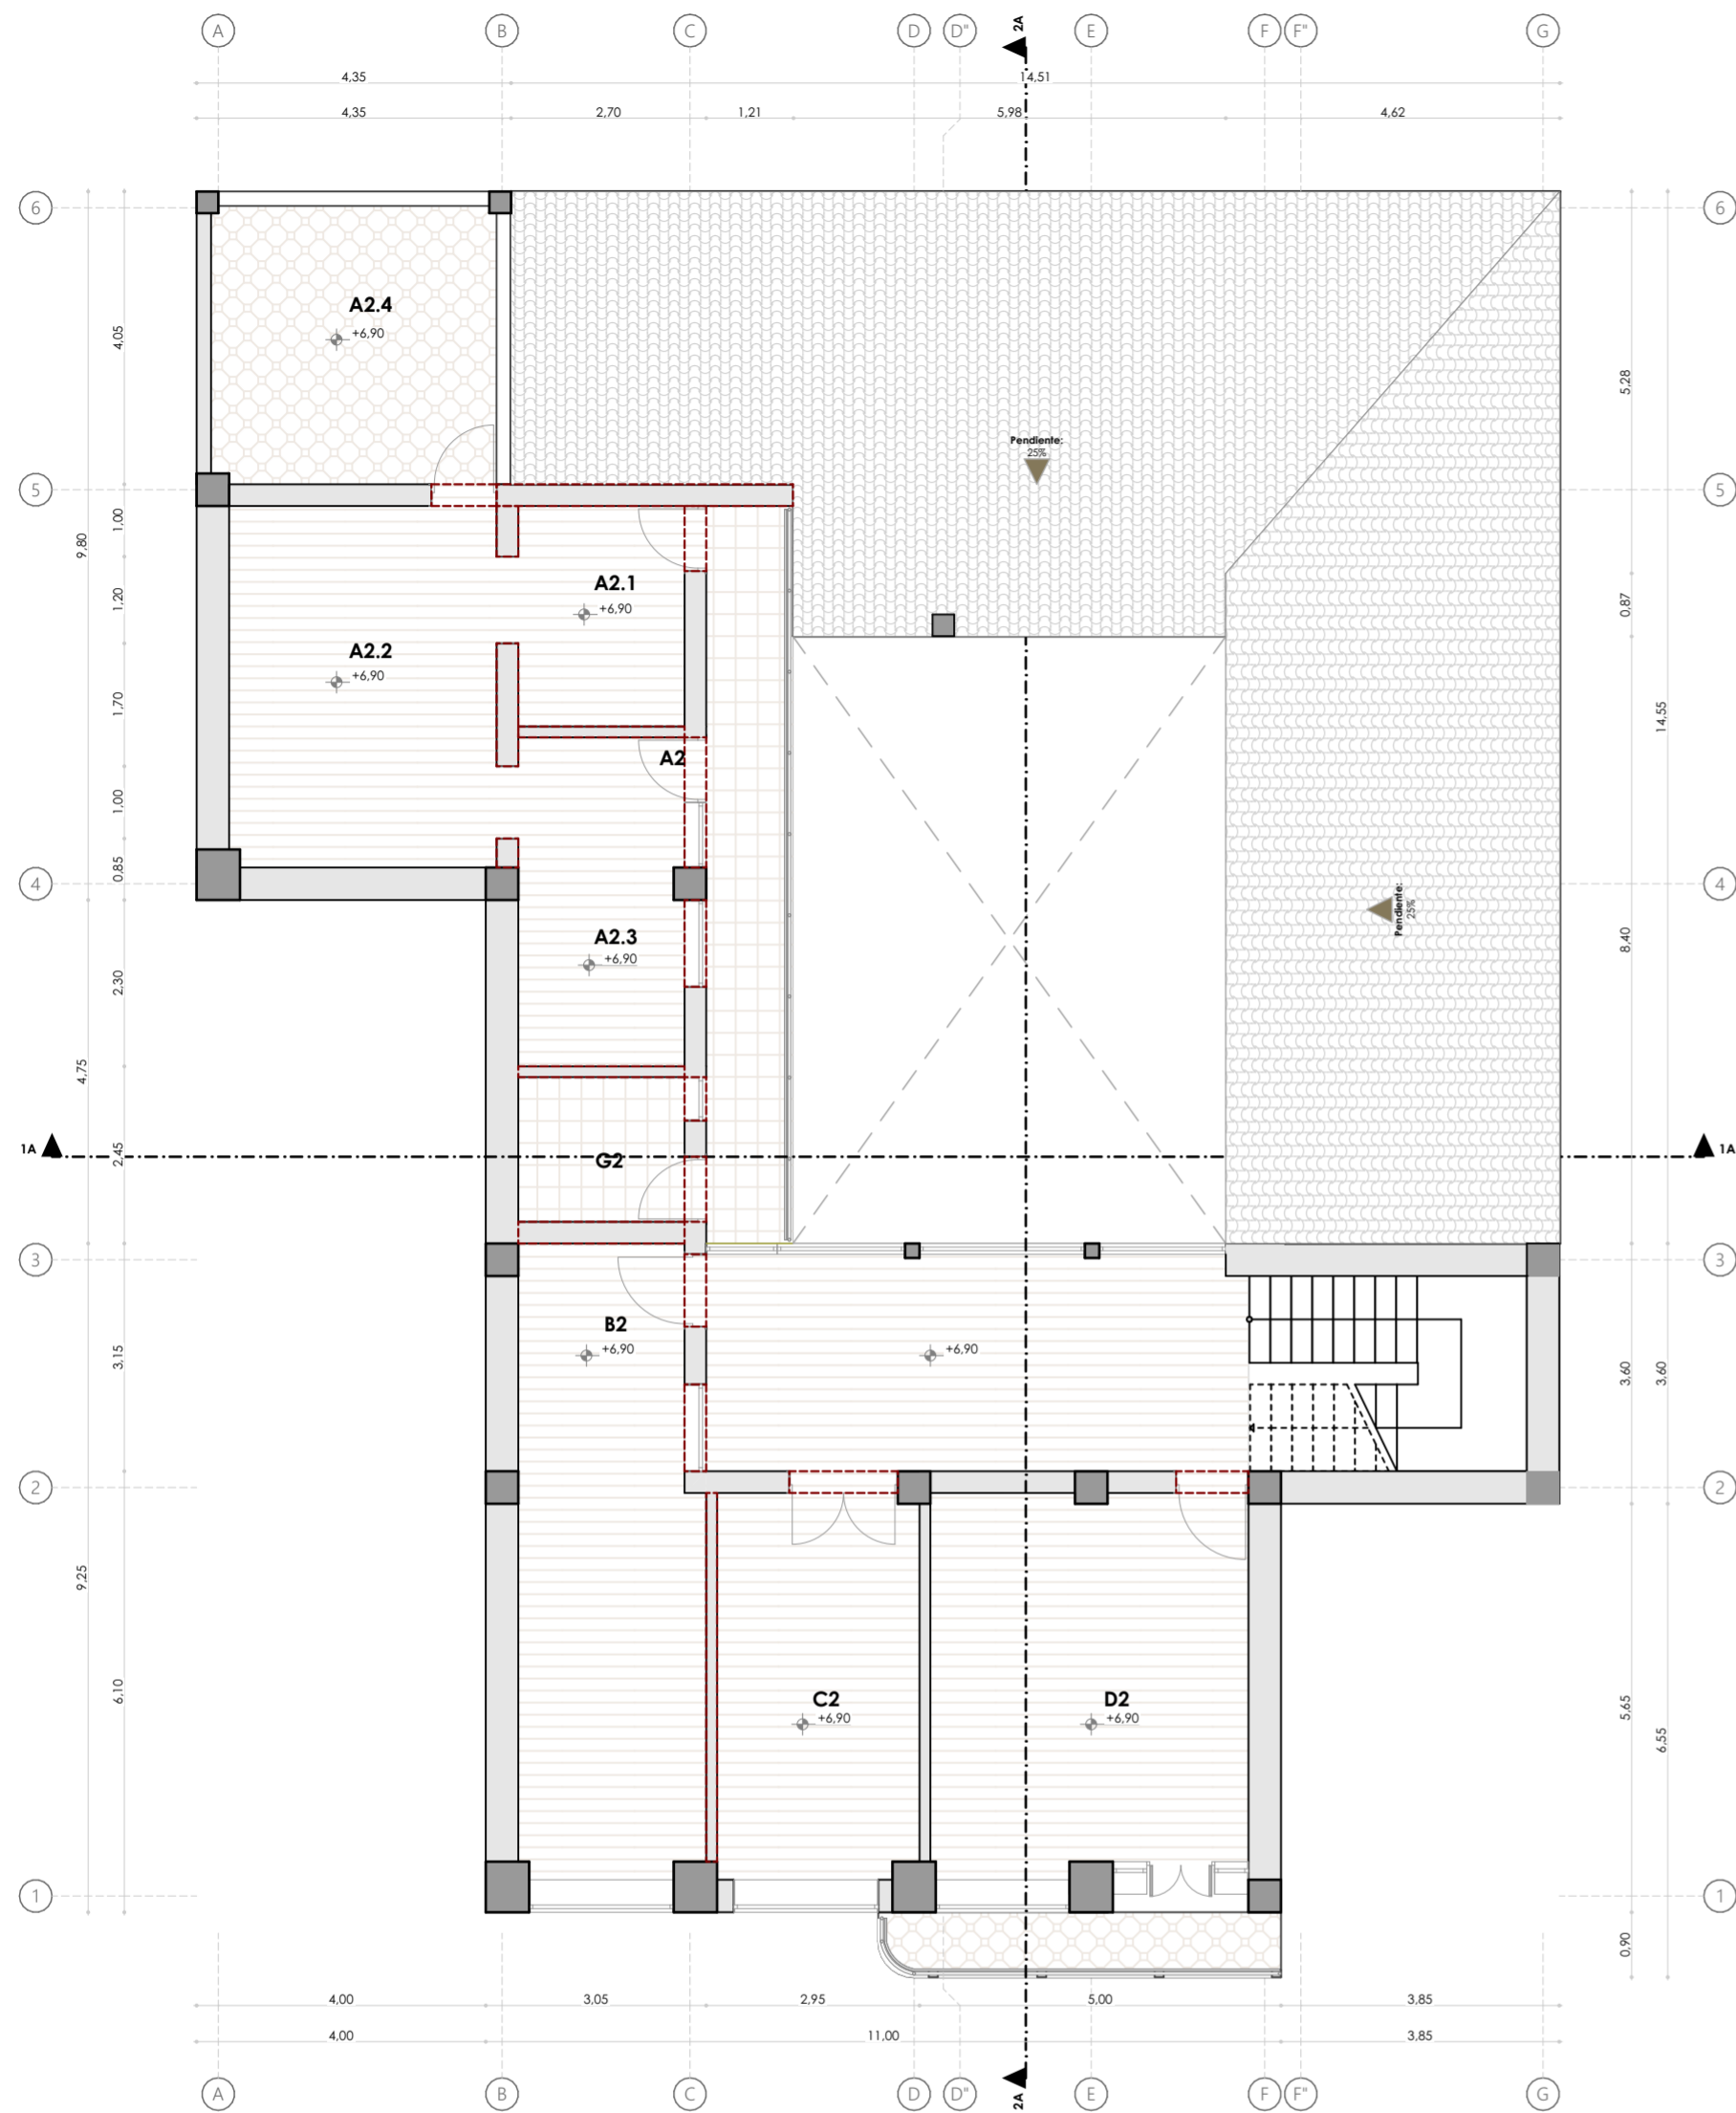 A B C D D" 2A E F F" G
4,35 14,51
4,35 2,70 1,21 5,98 4,62
6 6
A2.4
+6,90
4,05
5,28
Pendiente:
25%
5 5
1,00
9,80
A2.1
+6,90
1,20
0,87
A2.2
+6,90
1,70
14,55
A2
1,00
0,85
4 4
Pendiente:
25%
A2.3
+6,90
8,40
2,30
4,75
1A 2,45 1A
G2
3 3
B2
+6,90 +6,90
3,15
3,60 3,60
2 2
9,25
6,10
C2 D2
+6,90 +6,90
5,65
6,55
1 1
0,90
4,00 3,05 2,95 5,00 3,85
4,00 11,00 3,85
A B C D D" 2A E F F" G